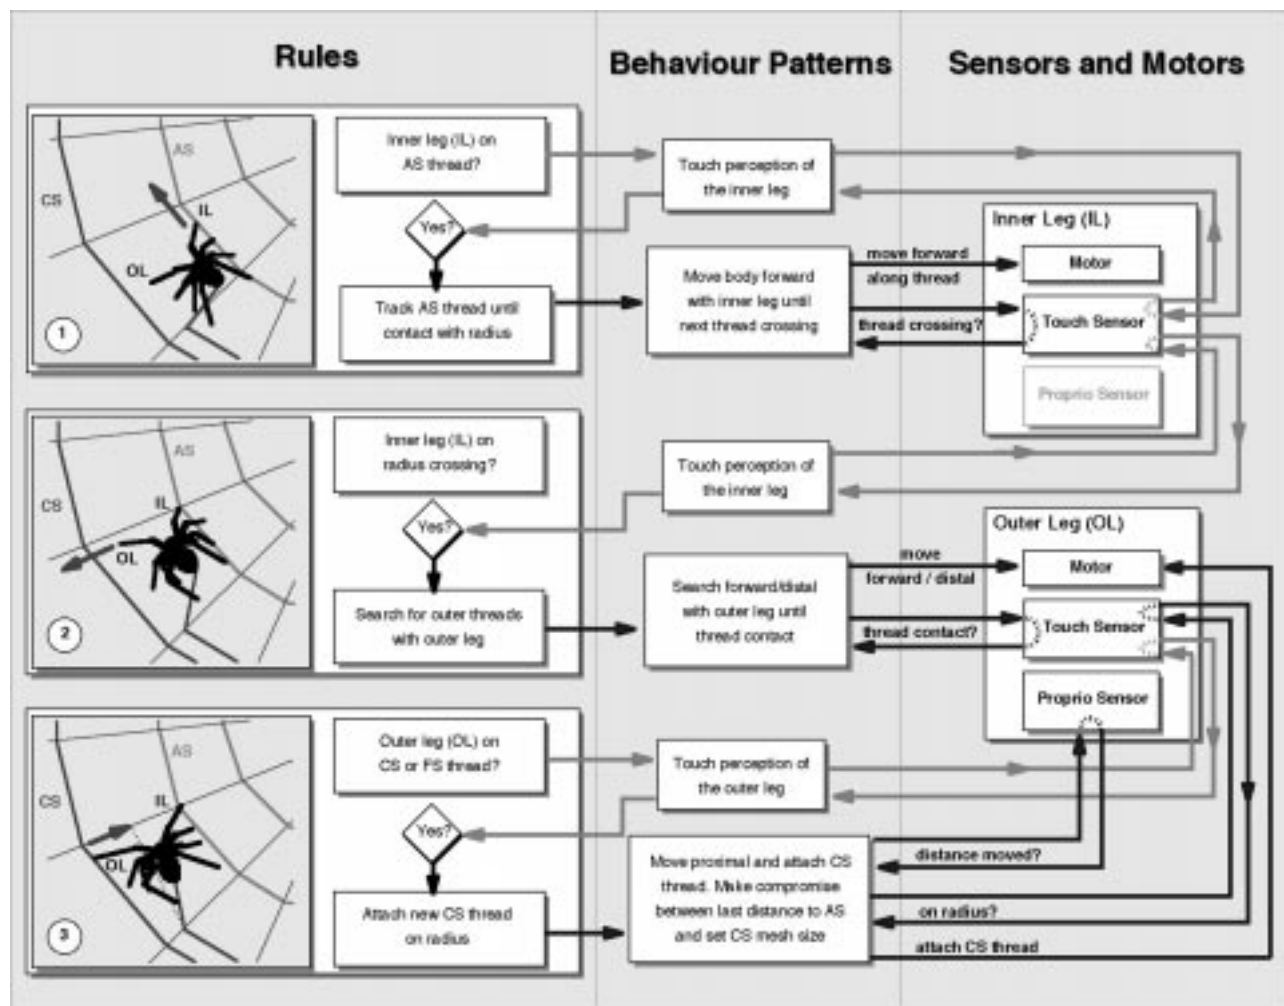 Rules
Behaviour Patterns
Sensors and Motors
AS
CS
IL
OL
1
Inner leg (IL) on
AS thread?
Yes?
Track AS thread until
contact with radius
Touch perception of
the inner leg
Move body forward
with inner leg until
next thread crossing
move forward
along thread
thread crossing?
Inner Leg (IL)
Motor
Touch Sensor
Proprio Sensor
AS
CS
IL
OL
2
Inner leg (IL) on
radius crossing?
Yes?
Search for outer threads
with outer leg
Touch perception of
the inner leg
Search forward/distal
with outer leg until
thread contact
move
forward / distal
thread contact?
Outer Leg (OL)
Motor
Touch Sensor
Proprio Sensor
AS
CS
IL
OL
3
Outer leg (OL) on
CS or FS thread?
Yes?
Attach new CS thread
on radius
Touch perception of
the outer leg
Move proximal and attach CS
thread. Make compromise
between last distance to AS
and set CS mesh size
distance moved?
on radius?
attach CS thread